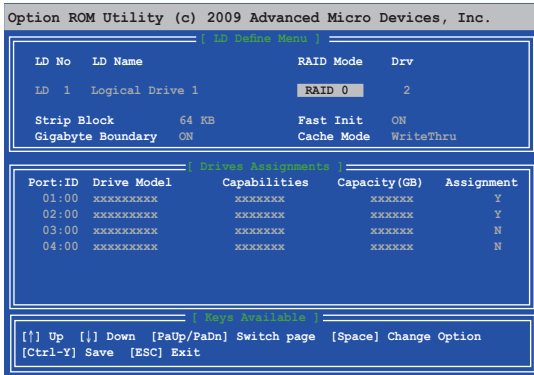 Option ROM Utility (c) 2009 Advanced Micro Devices, Inc.
[ LD Define Menu ]
LD No LD Name RAID Mode Drv
LD 1 Logical Drive 1 RAID 0 2
Strip Block 64 KB Fast Init ON
Gigabyte Boundary ON Cache Mode WriteThru
[ Drives Assignments ]
Port:ID Drive Model Capabilities Capacity(GB) Assignment
01:00 xxxxxxxxx xxxxxxx xxxxxx Y
02:00 xxxxxxxxx xxxxxxx xxxxxx Y
03:00 xxxxxxxxx xxxxxxx xxxxxx N
04:00 xxxxxxxxx xxxxxxx xxxxxx N
[ Keys Available ]
[↑] Up [↓] Down [PaUp/PaDn] Switch page [Space] Change Option
[Ctrl-Y] Save [ESC] Exit